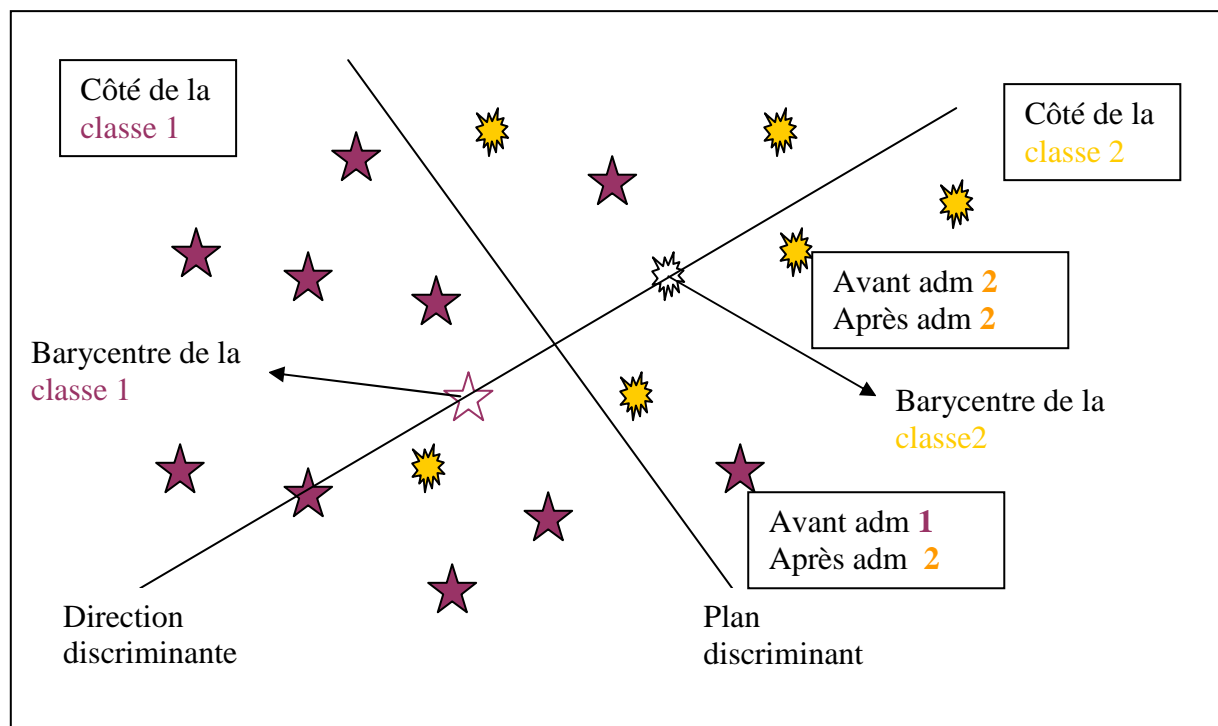 Côté de la
classe 1
Côté de la
classe 2
Avant adm 2
Après adm 2
Barycentre de la
classe 1
Barycentre de la
classe2
Avant adm 1
Après adm 2
Direction
discriminante
Plan
discriminant